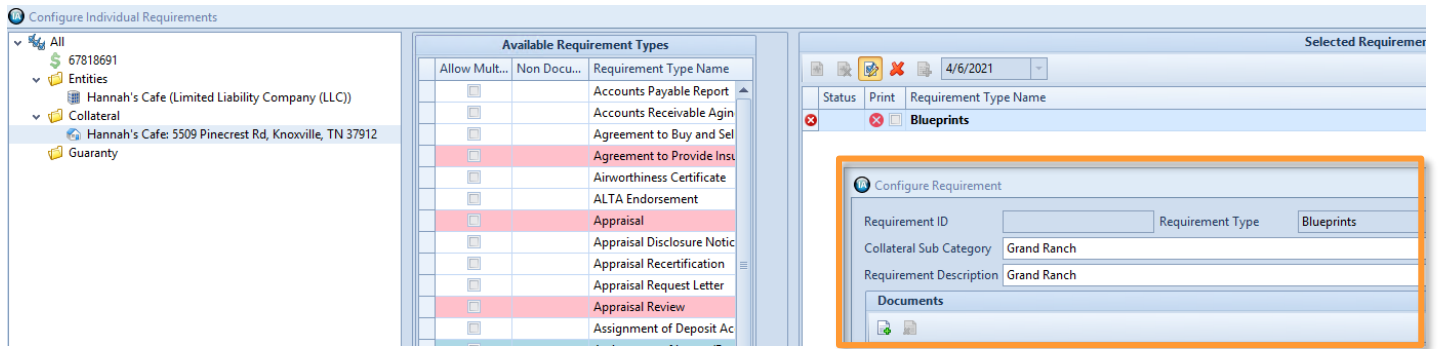 Configure Individual Requirements
All
67818691
Entities
Hannah's Cafe (Limited Liability Company (LLC))
Collateral
Hannah's Cafe: 5509 Pinecrest Rd, Knoxville, TN 37912
Guaranty
Available Requirement Types
Allow Mult... Non Docu... Requirement Type Name
Accounts Payable Report
Accounts Receivable Agin
Agreement to Buy and Sel
Agreement to Provide Insu
Airworthiness Certificate
ALTA Endorsement
Appraisal
Appraisal Disclosure Notic
Appraisal Recertification
Appraisal Request Letter
Appraisal Review
Assignment of Deposit Ac
Selected Requiremen
4/6/2021
Status Print Requirement Type Name
Blueprints
Configure Requirement
Requirement ID Requirement Type Blueprints
Collateral Sub Category Grand Ranch
Requirement Description Grand Ranch
Documents